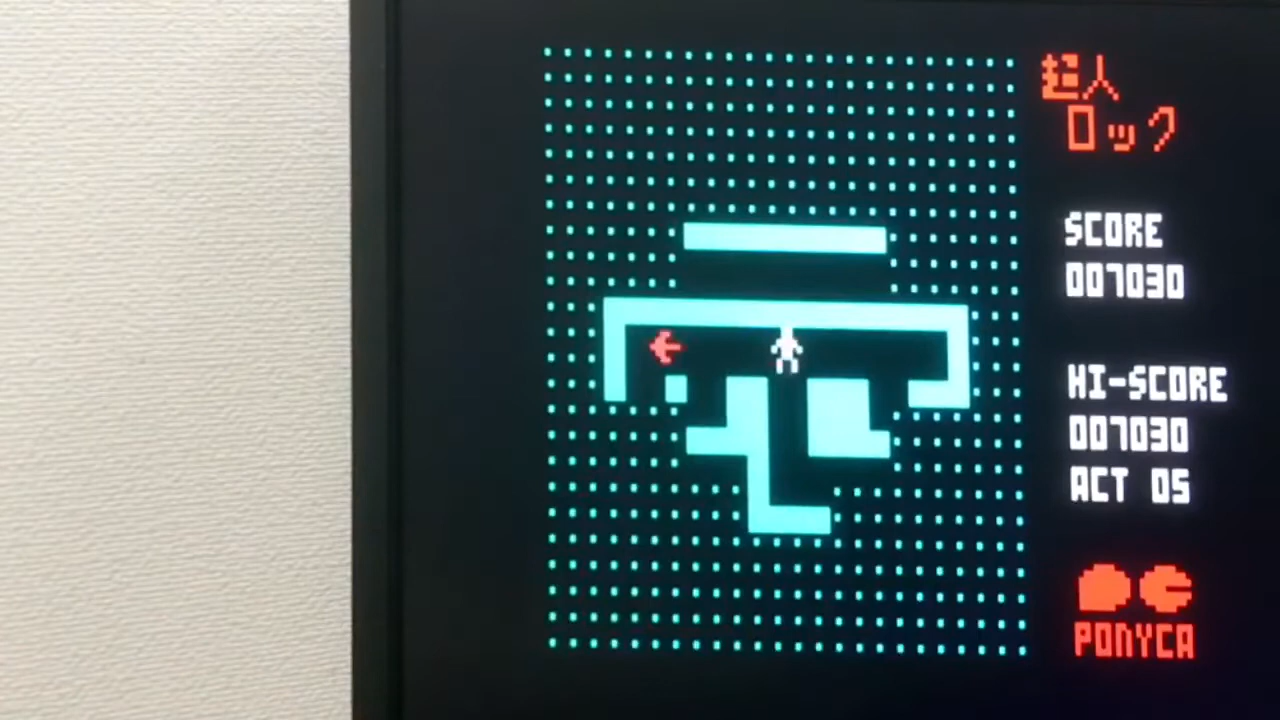 超人
ロック
SCORE
007030
HI-SCORE
007030
ACT 05
PONYCA